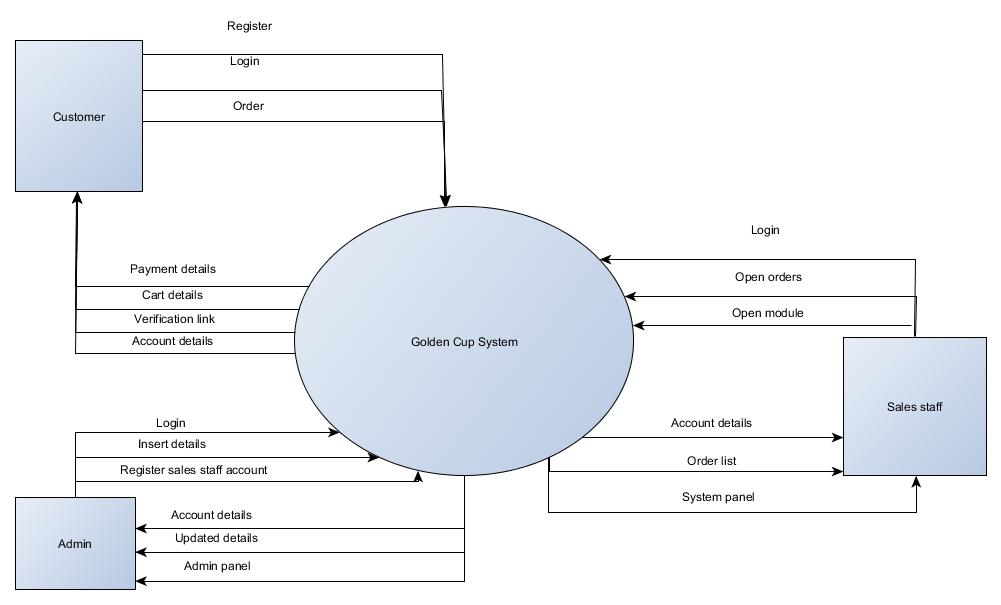 Register
Login
Order
Customer
Payment details
Cart details
Verification link
Account details
Golden Cup System
Login
Open orders
Open module
Sales staff
Account details
Order list
System panel
Login
Insert details
Register sales staff account
Admin
Account details
Updated details
Admin panel